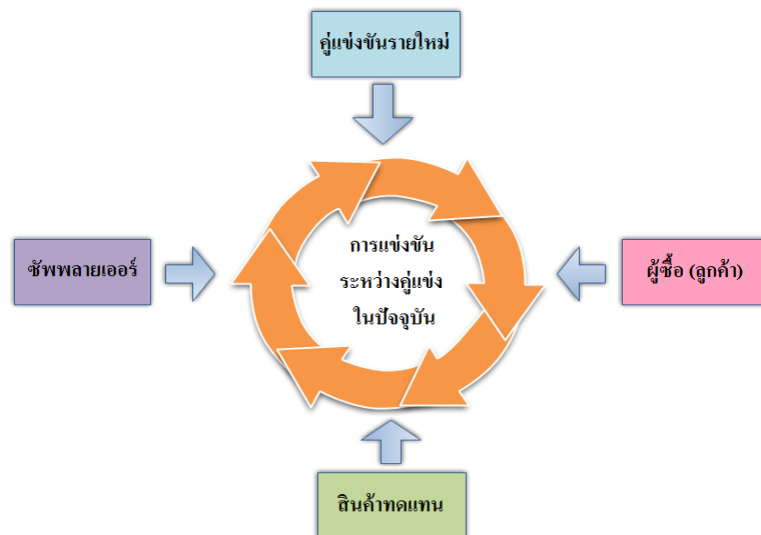 คู่แข่งขันรายใหม่
ซัพพลายเออร์
การแข่งขัน
ระหว่างคู่แข่ง
ในปัจจุบัน
ผู้ซื้อ (ลูกค้า)
สินค้าทดแทน